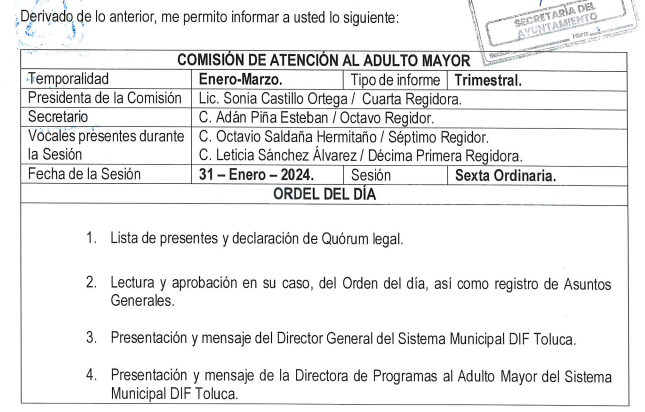 Derivado de lo anterior, me permito informar a usted lo siguiente:
SECRETARÍA DEL
AYUNTAMIENTO
Hora
COMISIÓN DE ATENCIÓN AL ADULTO MAYOR
Temporalidad Enero-Marzo. Tipo de informe Trimestral.
Presidenta de la Comisión Lic. Sonia Castillo Ortega / Cuarta Regidora.
Secretario C. Adán Piña Esteban / Octavo Regidor.
Vocales presentes durante C. Octavio Saldaña Hermitaño / Séptimo Regidor.
la Sesión C. Leticia Sánchez Álvarez / Décima Primera Regidora.
Fecha de la Sesión 31 – Enero – 2024. Sesión Sexta Ordinaria.
ORDEL DEL DÍA
1. Lista de presentes y declaración de Quórum legal.
2. Lectura y aprobación en su caso, del Orden del día, así como registro de Asuntos
Generales.
3. Presentación y mensaje del Director General del Sistema Municipal DIF Toluca.
4. Presentación y mensaje de la Directora de Programas al Adulto Mayor del Sistema
Municipal DIF Toluca.